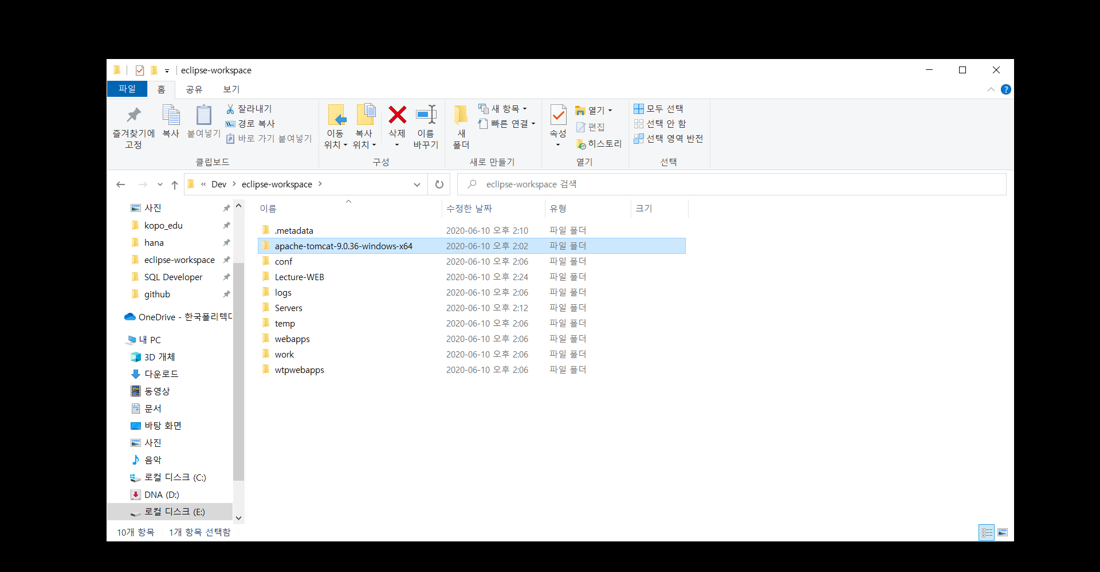 eclipse-workspace
파일 홈 공유 보기
즐겨찾기에 고정
복사
붙여넣기
잘라내기
경로 복사
바로 가기 붙여넣기
클립보드
이동 위치
복사 위치
삭제
이름 바꾸기
구성
새 폴더
새 항목
빠른 연결
새로 만들기
속성
열기
편집
히스토리
열기
모두 선택
선택 안 함
선택 영역 반전
선택
« Dev > eclipse-workspace >
eclipse-workspace 검색
사진
kopo_edu
hana
eclipse-workspace
SQL Developer
github
OneDrive - 한국폴리텍
내 PC
3D 개체
다운로드
동영상
문서
바탕 화면
사진
음악
로컬 디스크 (C:)
DNA (D:)
로컬 디스크 (E:)
이름 수정한 날짜 유형 크기
.metadata 2020-06-10 오후 2:10 파일 폴더
apache-tomcat-9.0.36-windows-x64 2020-06-10 오후 2:02 파일 폴더
conf 2020-06-10 오후 2:06 파일 폴더
Lecture-WEB 2020-06-10 오후 2:24 파일 폴더
logs 2020-06-10 오후 2:06 파일 폴더
Servers 2020-06-10 오후 2:12 파일 폴더
temp 2020-06-10 오후 2:06 파일 폴더
webapps 2020-06-10 오후 2:06 파일 폴더
work 2020-06-10 오후 2:06 파일 폴더
wtpwebapps 2020-06-10 오후 2:06 파일 폴더
10개 항목 1개 항목 선택함